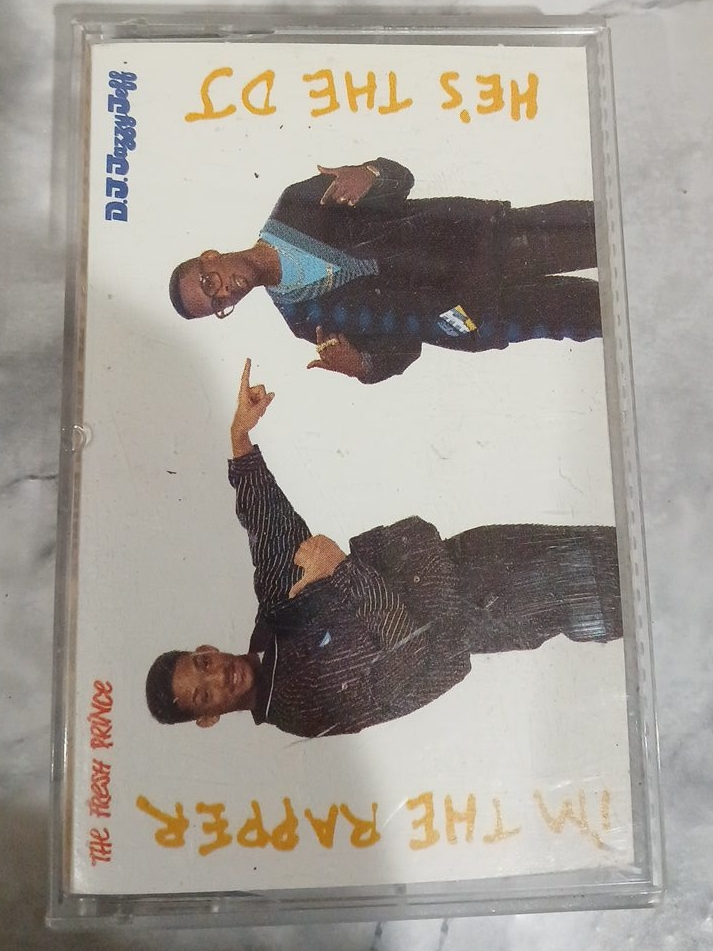 HE'S THE DJ
D.J. Jazzy Jeff
THE FRESH PRINCE
I'M THE RAPPER